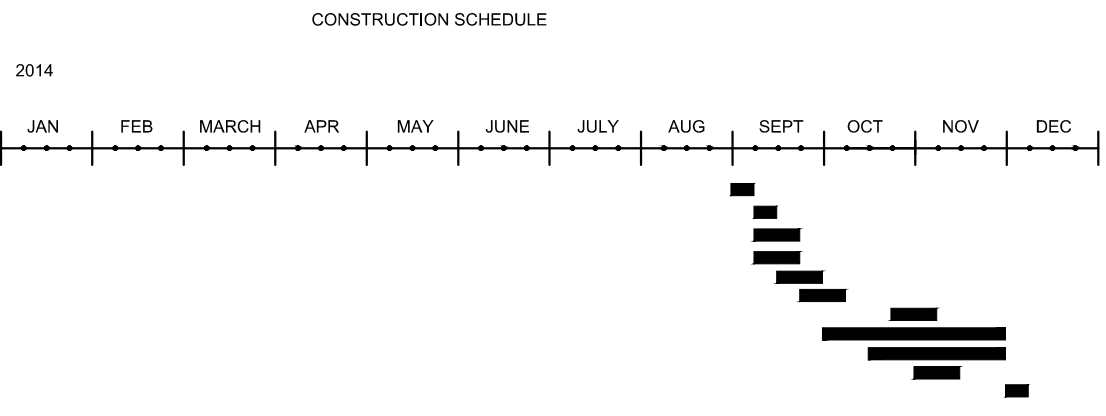 CONSTRUCTION SCHEDULE
2014
JAN FEB MARCH APR MAY JUNE JULY AUG SEPT OCT NOV DEC